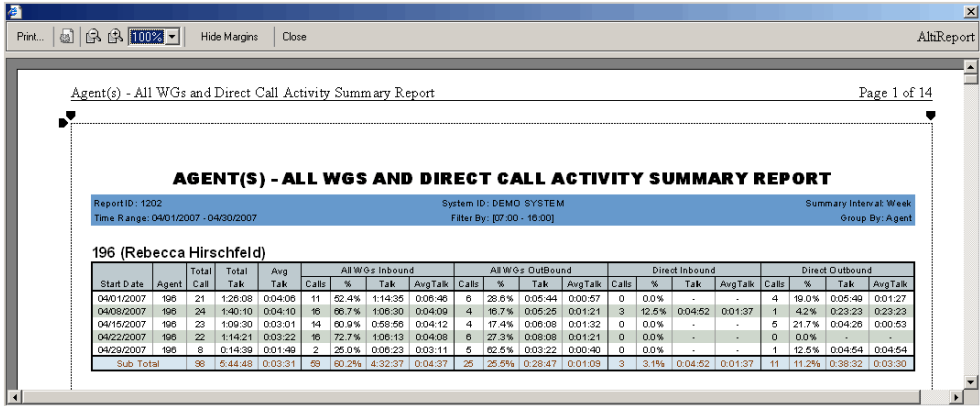 Print... 100% Hide Margins Close AltiReport
Agent(s) - All WGs and Direct Call Activity Summary Report Page 1 of 14
AGENT(S) - ALL WGS AND DIRECT CALL ACTIVITY SUMMARY REPORT
Report ID: 1202 System ID: DEMO SYSTEM Summary Interval: Week
Time Range: 04/01/2007 - 04/30/2007 Filter By: [07:00 - 16:00] Group By: Agent
196 (Rebecca Hirschfeld)
Total Total Avg All WGs Inbound All WGs OutBound Direct Inbound Direct Outbound
Start Date Agent Call Talk Talk Calls % Talk AvgTalk Calls % Talk AvgTalk Calls % Talk AvgTalk Calls % Talk AvgTalk
04/01/2007 196 21 1:26:08 0:04:06 11 52.4% 1:14:35 0:06:46 6 28.6% 0:05:44 0:00:57 0 0.0% - - 4 19.0% 0:05:49 0:01:27
04/08/2007 196 24 1:40:10 0:04:10 16 66.7% 1:06:30 0:04:09 4 16.7% 0:05:25 0:01:21 3 12.5% 0:04:52 0:01:37 1 4.2% 0:23:23 0:23:23
04/15/2007 196 23 1:09:30 0:03:01 14 60.9% 0:58:56 0:04:12 4 17.4% 0:06:08 0:01:32 0 0.0% - - 5 21.7% 0:04:26 0:00:53
04/22/2007 196 22 1:14:21 0:03:22 16 72.7% 1:06:13 0:04:08 6 27.3% 0:08:08 0:01:21 0 0.0% - - 0 0.0% - -
04/29/2007 196 8 0:14:39 0:01:49 2 25.0% 0:06:23 0:03:11 5 62.5% 0:03:22 0:00:40 0 0.0% - - 1 12.5% 0:04:54 0:04:54
Sub Total 98 5:44:48 0:03:31 59 60.2% 4:32:37 0:04:37 25 25.5% 0:28:47 0:01:09 3 3.1% 0:04:52 0:01:37 11 11.2% 0:38:32 0:03:30